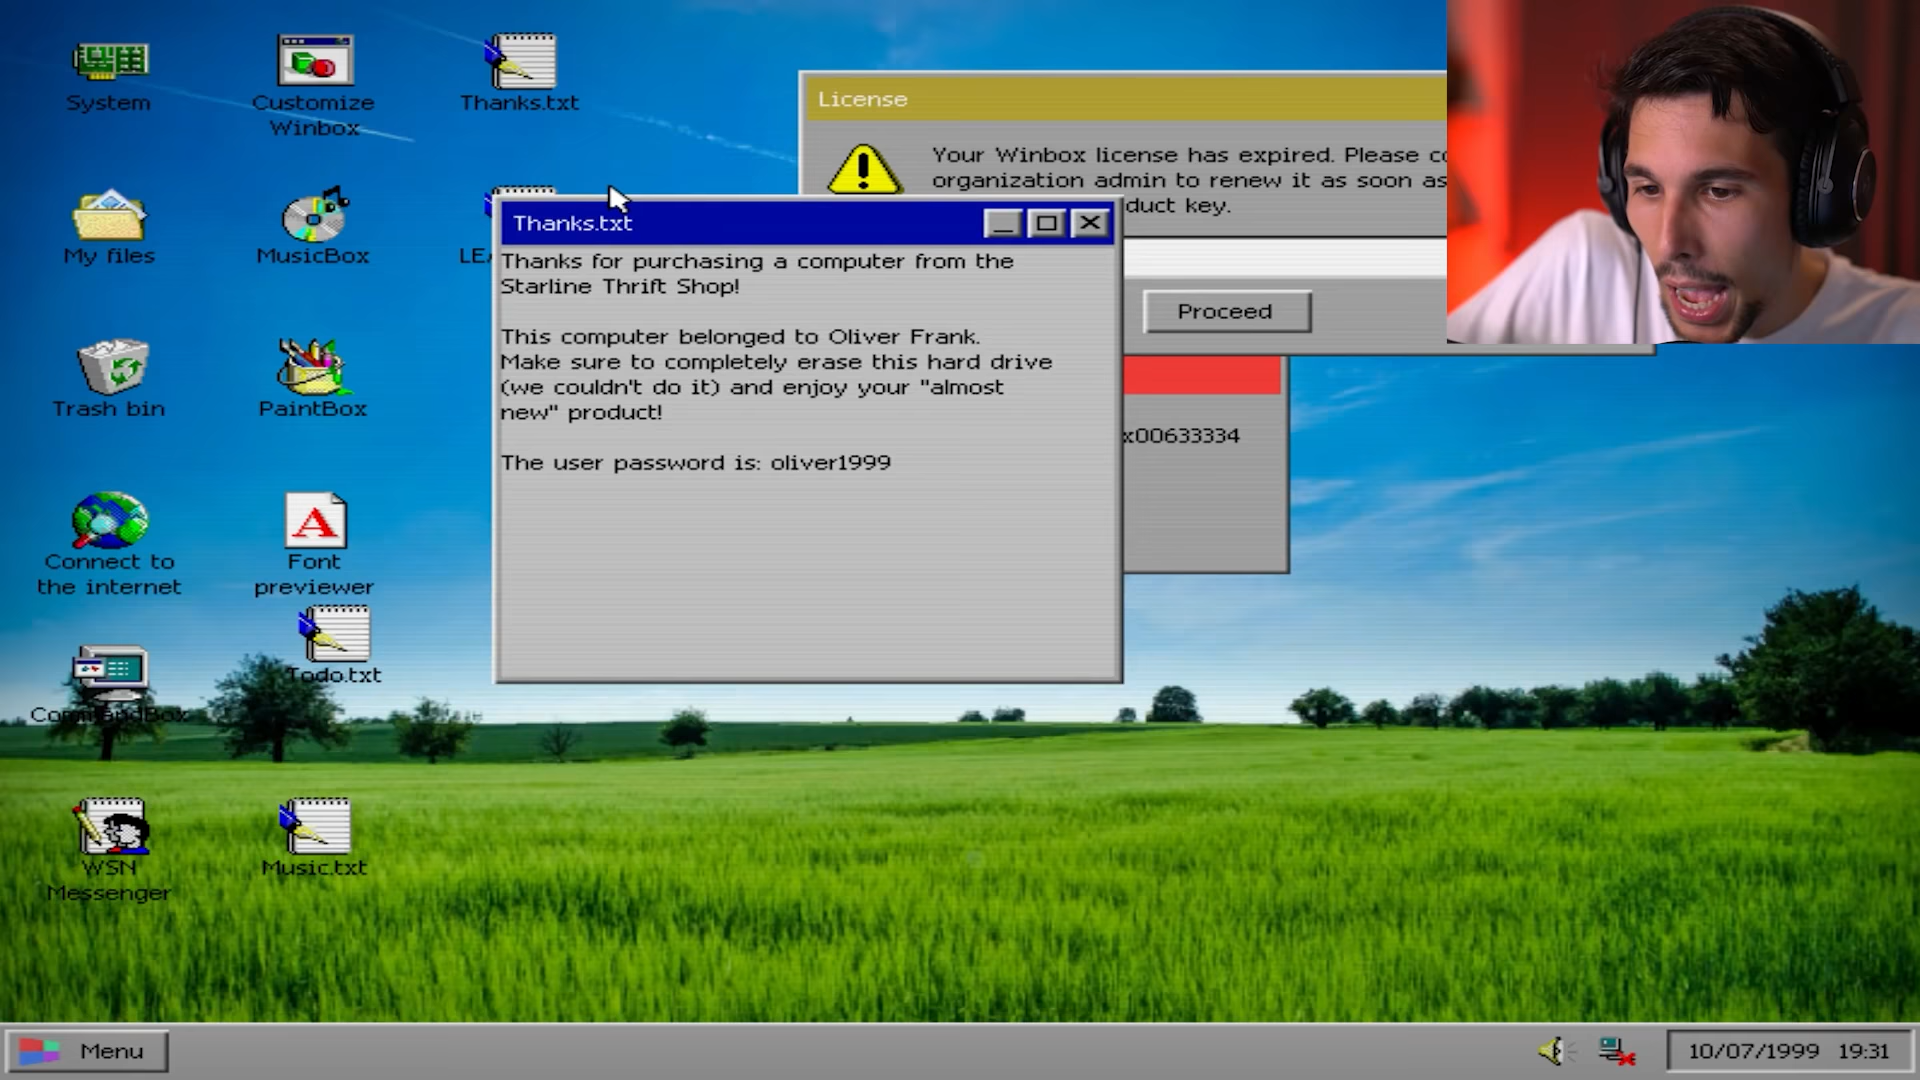 System
Customize
Winbox
Thanks.txt
My files
MusicBox
LE
Trash bin
PaintBox
Connect to
the internet
Font
previewer
Todo.txt
CommandBox
WSN
Messenger
Music.txt
License
Your Winbox license has expired. Please
organization admin to renew it as soon as
duct key.
Proceed
x00633334
Thanks.txt
Thanks for purchasing a computer from the
Starline Thrift Shop!
This computer belonged to Oliver Frank.
Make sure to completely erase this hard drive
(we couldn't do it) and enjoy your "almost
new" product!
The user password is: oliver1999
Menu
10/07/1999 19:31